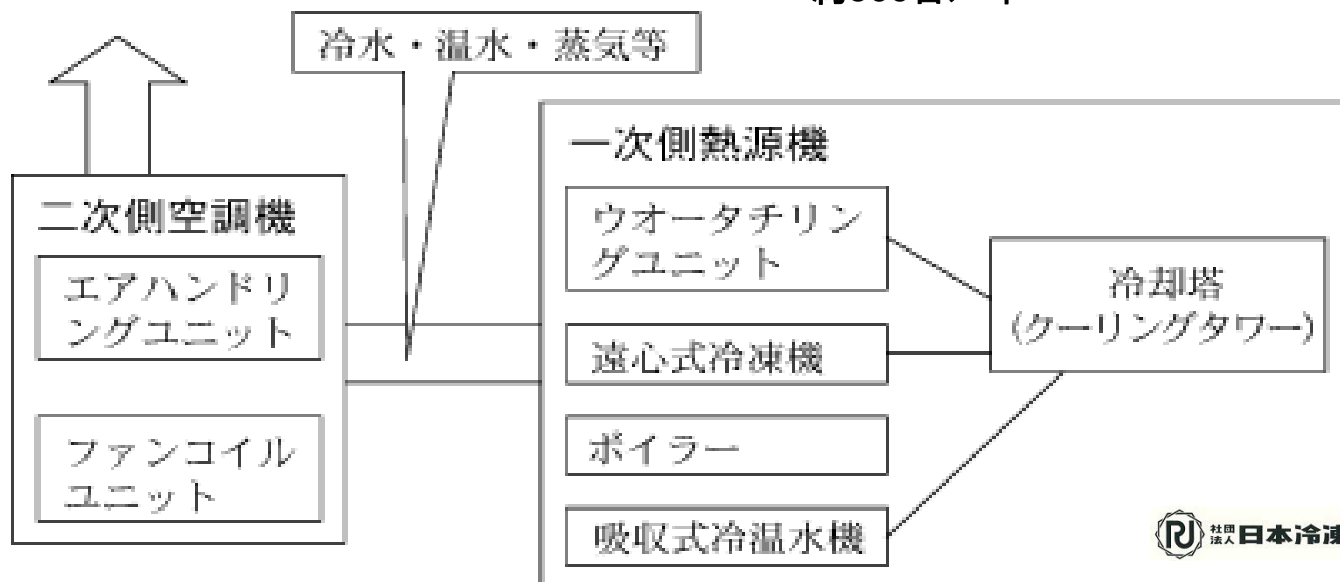 冷水・温水・蒸気等
一次側熱源機
二次側空調機
エアハンドリ
ングユニット
ファンコイル
ユニット
ウオータチリン
グユニット
遠心式冷凍機
ボイラー
吸収式冷温水機
冷却塔
(クーリングタワー)
社団
法人
日本冷凍